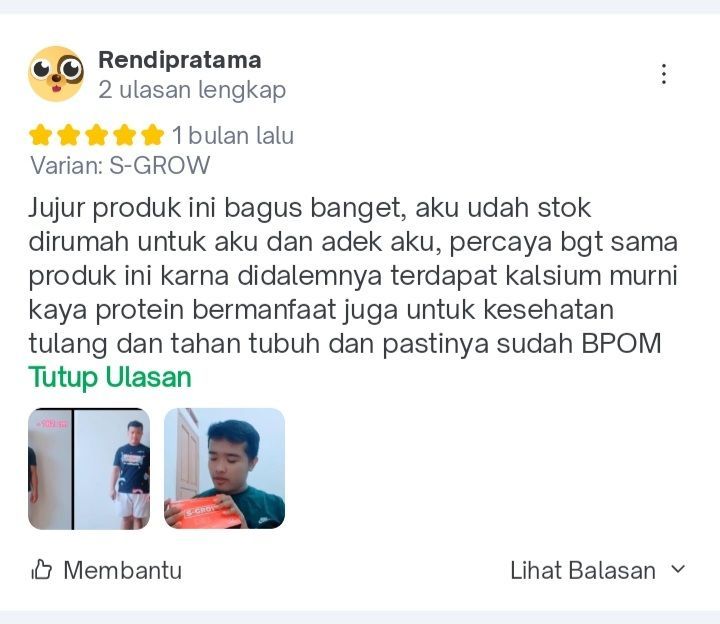 Rendipratama
2 ulasan lengkap
1 bulan lalu
Varian: S-GROW
Jujur produk ini bagus banget, aku udah stok
dirumah untuk aku dan adek aku, percaya bgt sama
produk ini karna didalemnya terdapat kalsium murni
kaya protein bermanfaat juga untuk kesehatan
tulang dan tahan tubuh dan pastinya sudah BPOM
Tutup Ulasan
S-GROW
Membantu
Lihat Balasan